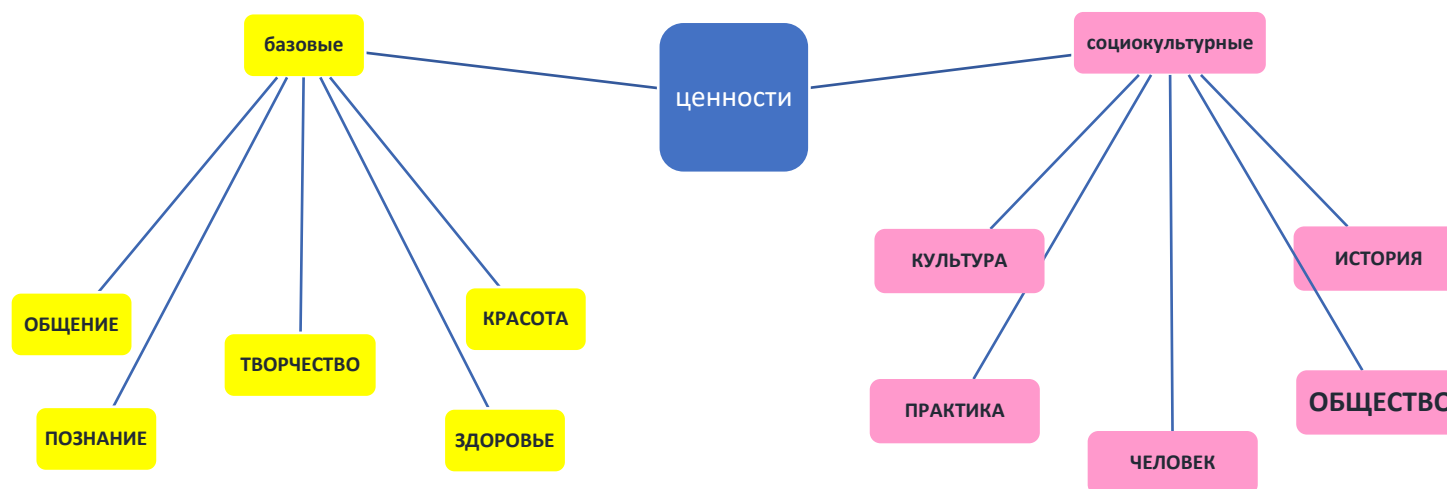 базовые
ценности
социокультурные
КУЛЬТУРА
ИСТОРИЯ
ОБЩЕНИЕ
КРАСОТА
ТВОРЧЕСТВО
ПРАКТИКА
ОБЩЕСТВО
ПОЗНАНИЕ
ЗДОРОВЬЕ
ЧЕЛОВЕК